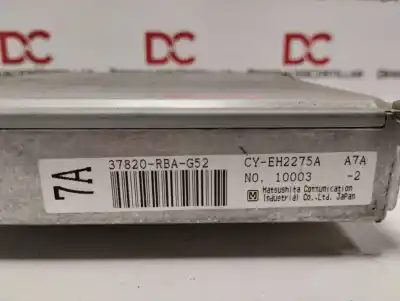 DC
DC
DC
7A
37820-RBA-G52 CY-EH2275A A7A
NO. 10003 -2
M Matsushita Communication
Industrial Co.,Ltd. Japan